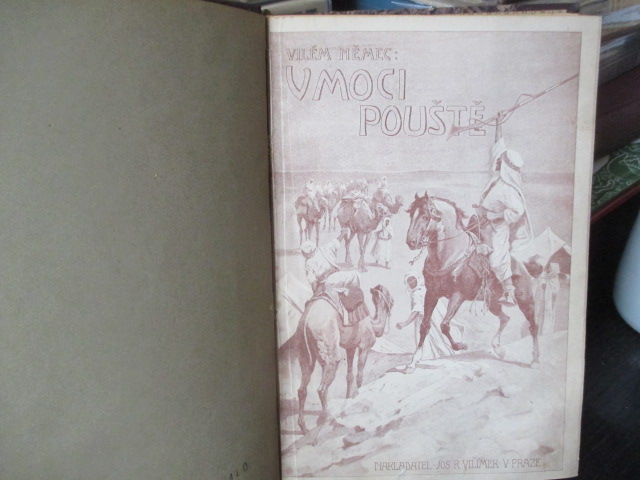 VILÉM NĚMEC:
V MOCI
POUŠTĚ
NAKLADATEL JOS. R. VILÍMEK V PRAZE